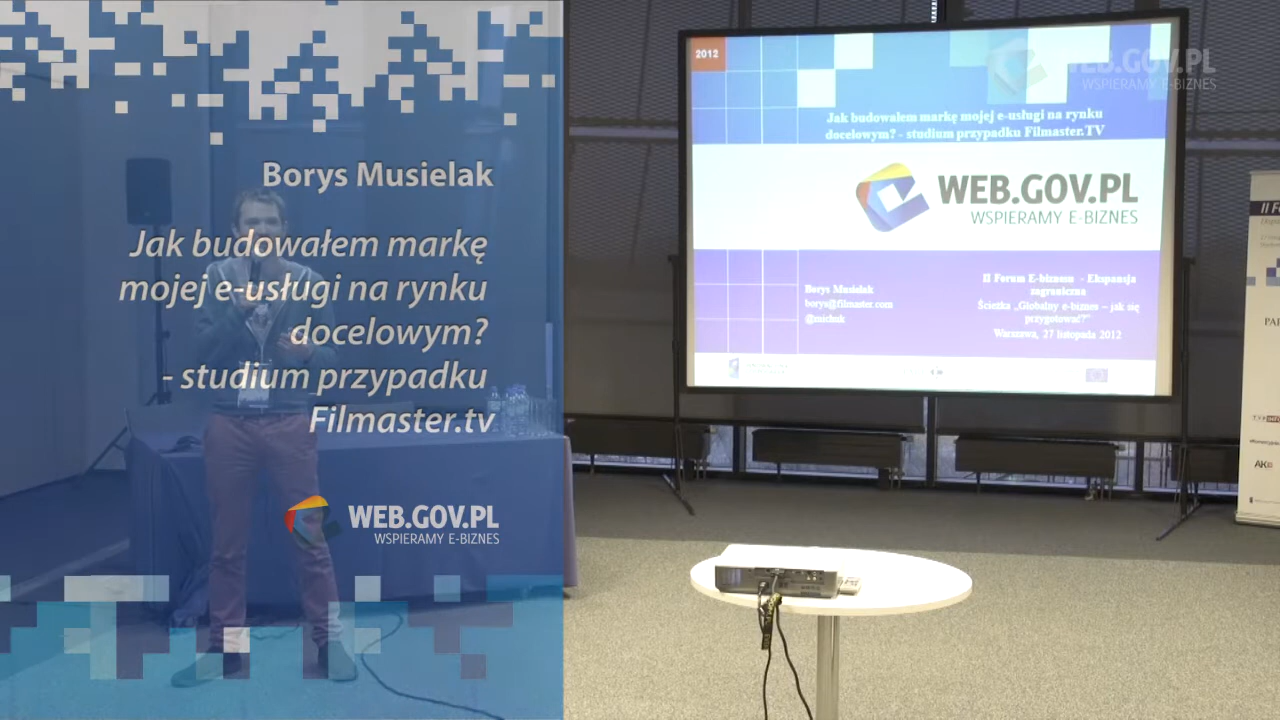 Borys Musielak
Jak budowałem markę
mojej e-usługi na rynku
docelowym?
- studium przypadku
Filmaster.tv
WEB.GOV.PL
WSPIERAMY E-BIZNES
2012
WEB.GOV.PL
WSPIERAMY E-BIZNES
Jak budowałem markę mojej e-usługi na rynku
docelowym? - studium przypadku Filmaster.TV
WEB.GOV.PL
WSPIERAMY E-BIZNES
Borys Musielak
borys@filmaster.com
@michuk
II Forum E-biznesu - Ekspansja
zagraniczna
Ścieżka „Globalny e-biznes – jak się
przygotować?”
Warszawa, 27 listopada 2012
II F